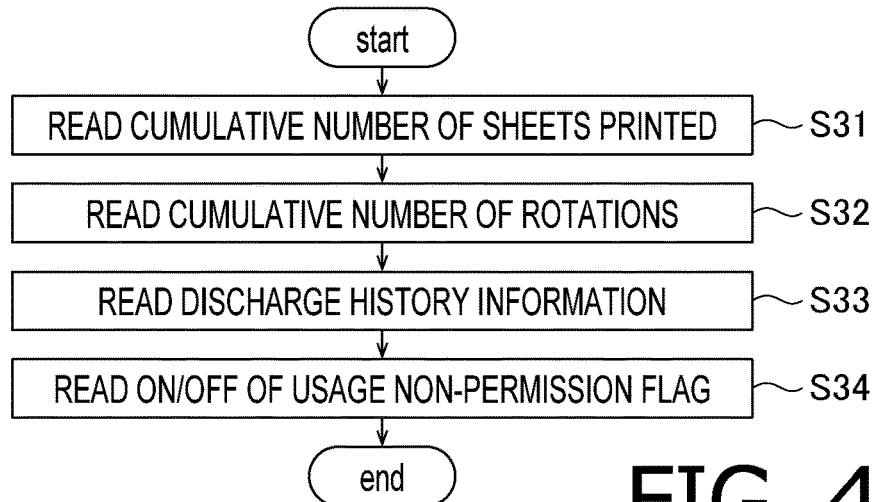 start
READ CUMULATIVE NUMBER OF SHEETS PRINTED S31
READ CUMULATIVE NUMBER OF ROTATIONS S32
READ DISCHARGE HISTORY INFORMATION S33
READ ON/OFF OF USAGE NON-PERMISSION FLAG S34
end
FIG. 4